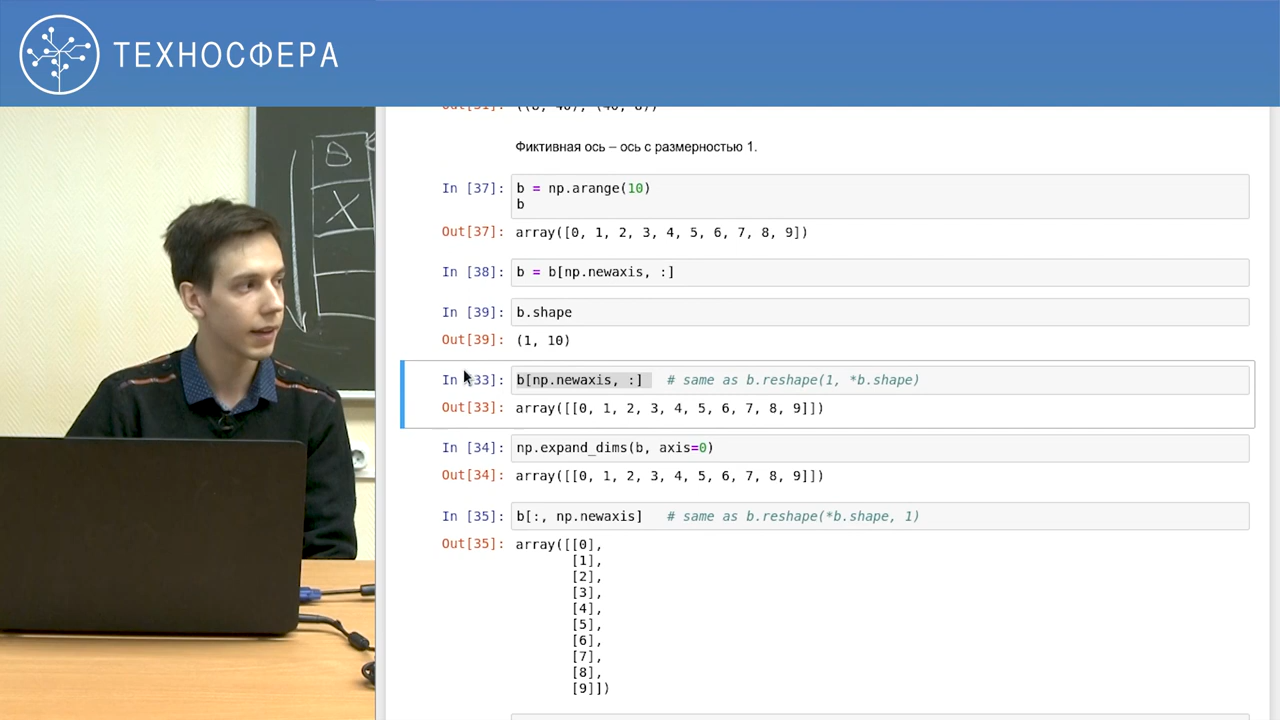 ТЕХНОСФЕРА
Фиктивная ось – ось с размерностью 1.
In [37]: b = np.arange(10)
b
Out[37]: array([0, 1, 2, 3, 4, 5, 6, 7, 8, 9])
In [38]: b = b[np.newaxis, :]
In [39]: b.shape
Out[39]: (1, 10)
In [33]: b[np.newaxis, :] # same as b.reshape(1, *b.shape)
Out[33]: array([[0, 1, 2, 3, 4, 5, 6, 7, 8, 9]])
In [34]: np.expand_dims(b, axis=0)
Out[34]: array([[0, 1, 2, 3, 4, 5, 6, 7, 8, 9]])
In [35]: b[:, np.newaxis] # same as b.reshape(*b.shape, 1)
Out[35]: array([[0],
[1],
[2],
[3],
[4],
[5],
[6],
[7],
[8],
[9]])